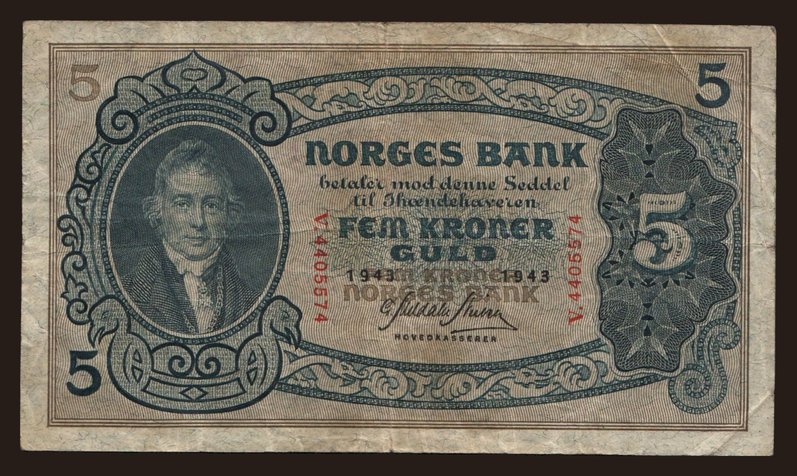 5
5
NORGES BANK
betaler mod denne Seddel
til Ihændehaveren
FEM KRONER
GULD
1943 1943
FEM KRONER
NORGES BANK
HOVEDKASSERER
V.4405574
V.4405574
5
5